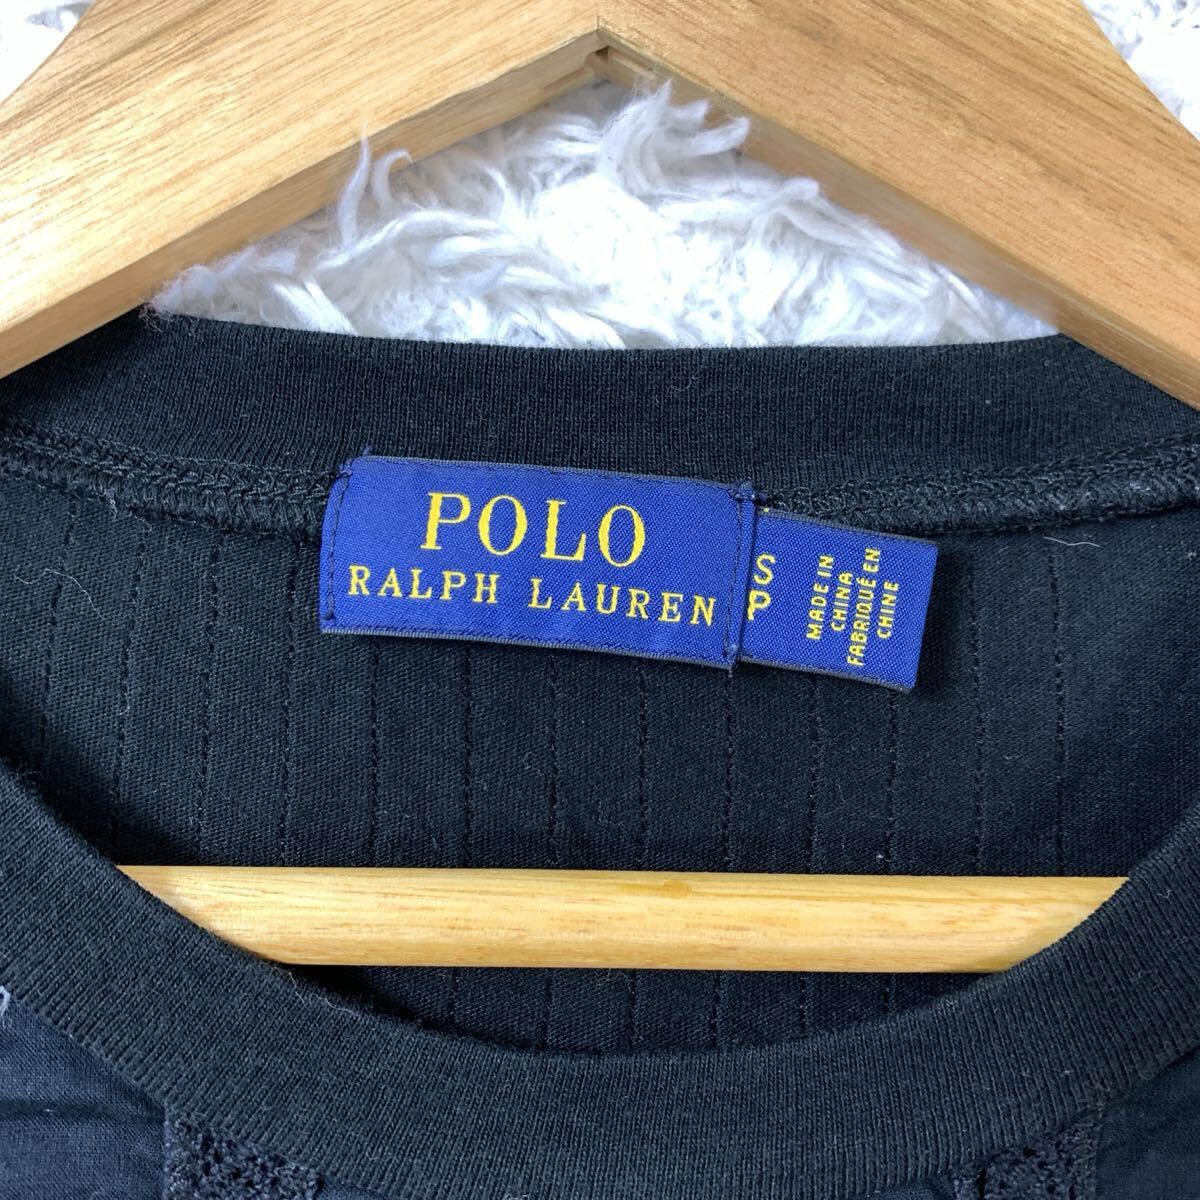 POLO
RALPH LAUREN
S
P
MADE IN
CHINA
FABRIQUÉ EN
CHINE